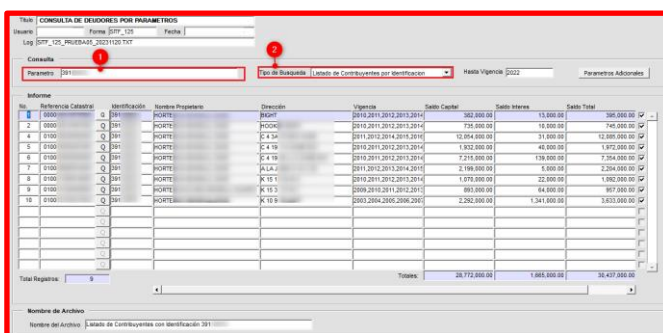 Titulo CONSULTA DE DEUDORES POR PARAMETROS
Usuario Forma SITF_125 Fecha
Log SITF_125_PRUEBA05_20231120.TXT
1 2
Consulta
Parametro 391 Tipo de Busqueda Listado de Contribuyentes por Identificacion Hasta Vigencia 2022 Parametros Adicionales
Informe
No. Referencia Catastral Identificación Nombre Propietario Dirección Vigencia Saldo Capital Saldo Interes Saldo Total
1 0000 Q 391 HORTE BIGHT 2010,2011,2012,2013,2014 382,000.00 13,000.00 395,000.00
2 0000 Q 391 HORTE HOOK 2010,2011,2012,2013,2014 735,000.00 10,000.00 745,000.00
4 0100 Q 391 HORTE C 4 3A 2010,2011,2012,2013,2014 12,054,000.00 31,000.00 12,085,000.00
5 0100 Q 391 HORTE C 4 19 2010,2011,2012,2013,2014 1,932,000.00 40,000.00 1,972,000.00
6 0100 Q 391 HORTE C 4 19 2010,2011,2012,2013,2014 7,215,000.00 139,000.00 7,354,000.00
7 0100 Q 391 HORTE A LA 2011,2012,2013,2014 2,199,000.00 5,000.00 2,204,000.00
8 0100 Q 391 HORTE K 15 1 2010,2011,2012,2013,2014 1,070,000.00 22,000.00 1,092,000.00
9 0100 Q 391 HORTE K 15 3 2009,2010,2011,2012,2013 893,000.00 64,000.00 957,000.00
10 0100 Q 391 HORTE K 10 9 2003,2004,2005,2006,2007 2,292,000.00 1,341,000.00 3,633,000.00
Total Registros: 9 Totales: 28,772,000.00 1,665,000.00 30,437,000.00
Nombre de Archivo
Nombre del Archivo Listado de Contribuyentes con Identificación 391